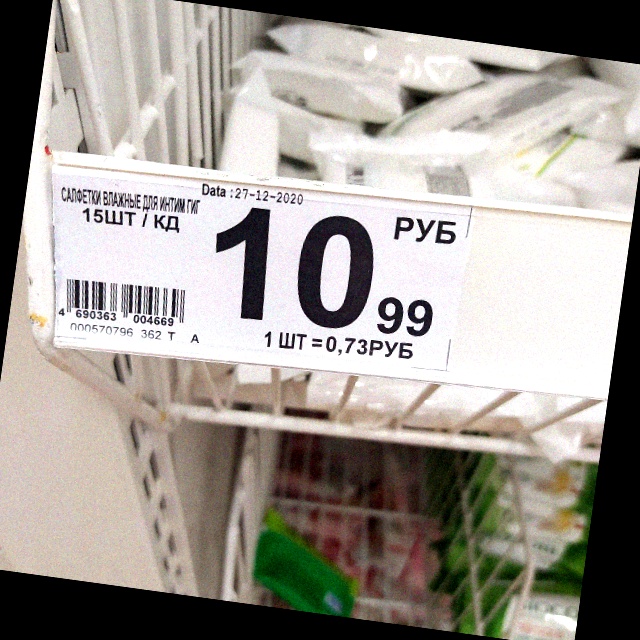 САЛФЕТКИ ВЛАЖНЫЕ ДЛЯ ИНТИМ ГИГ
Data :27-12-2020
15ШТ / КД
10 99 РУБ
4 690363 004669
000570796 362 Т А
1 ШТ =0,73РУБ